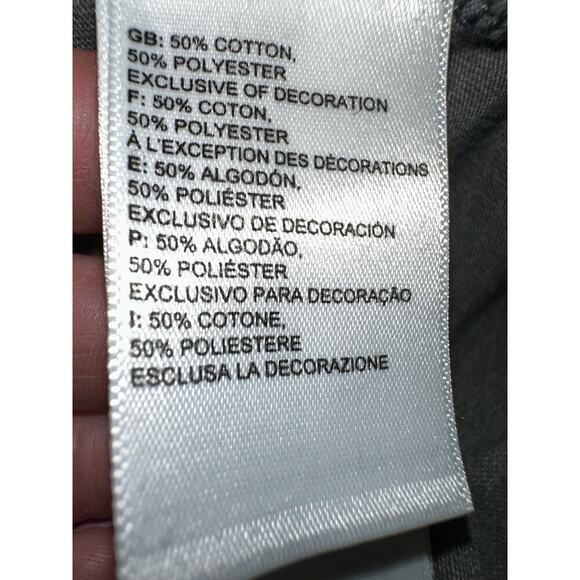 GB: 50% COTTON,
50% POLYESTER
EXCLUSIVE OF DECORATION
F: 50% COTON,
50% POLYESTER
À L'EXCEPTION DES DÉCORATIONS
E: 50% ALGODÓN,
50% POLIÉSTER
EXCLUSIVO DE DECORACIÓN
P: 50% ALGODÃO,
50% POLIÉSTER
EXCLUSIVO PARA DECORAÇÃO
I: 50% COTONE,
50% POLIESTERE
ESCLUSA LA DECORAZIONE